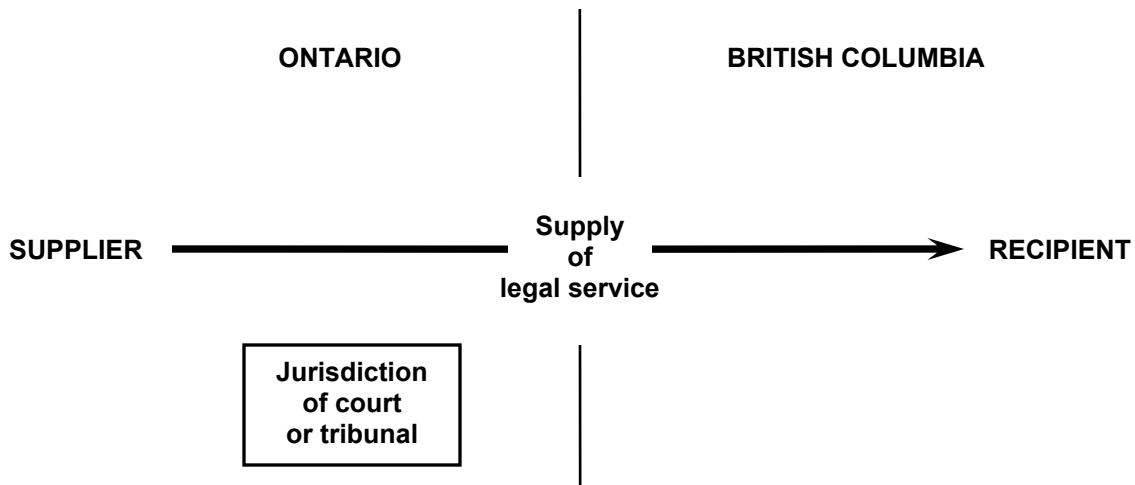 ONTARIO
BRITISH COLUMBIA
SUPPLIER
Supply
of
legal service
RECIPIENT
Jurisdiction
of court
or tribunal